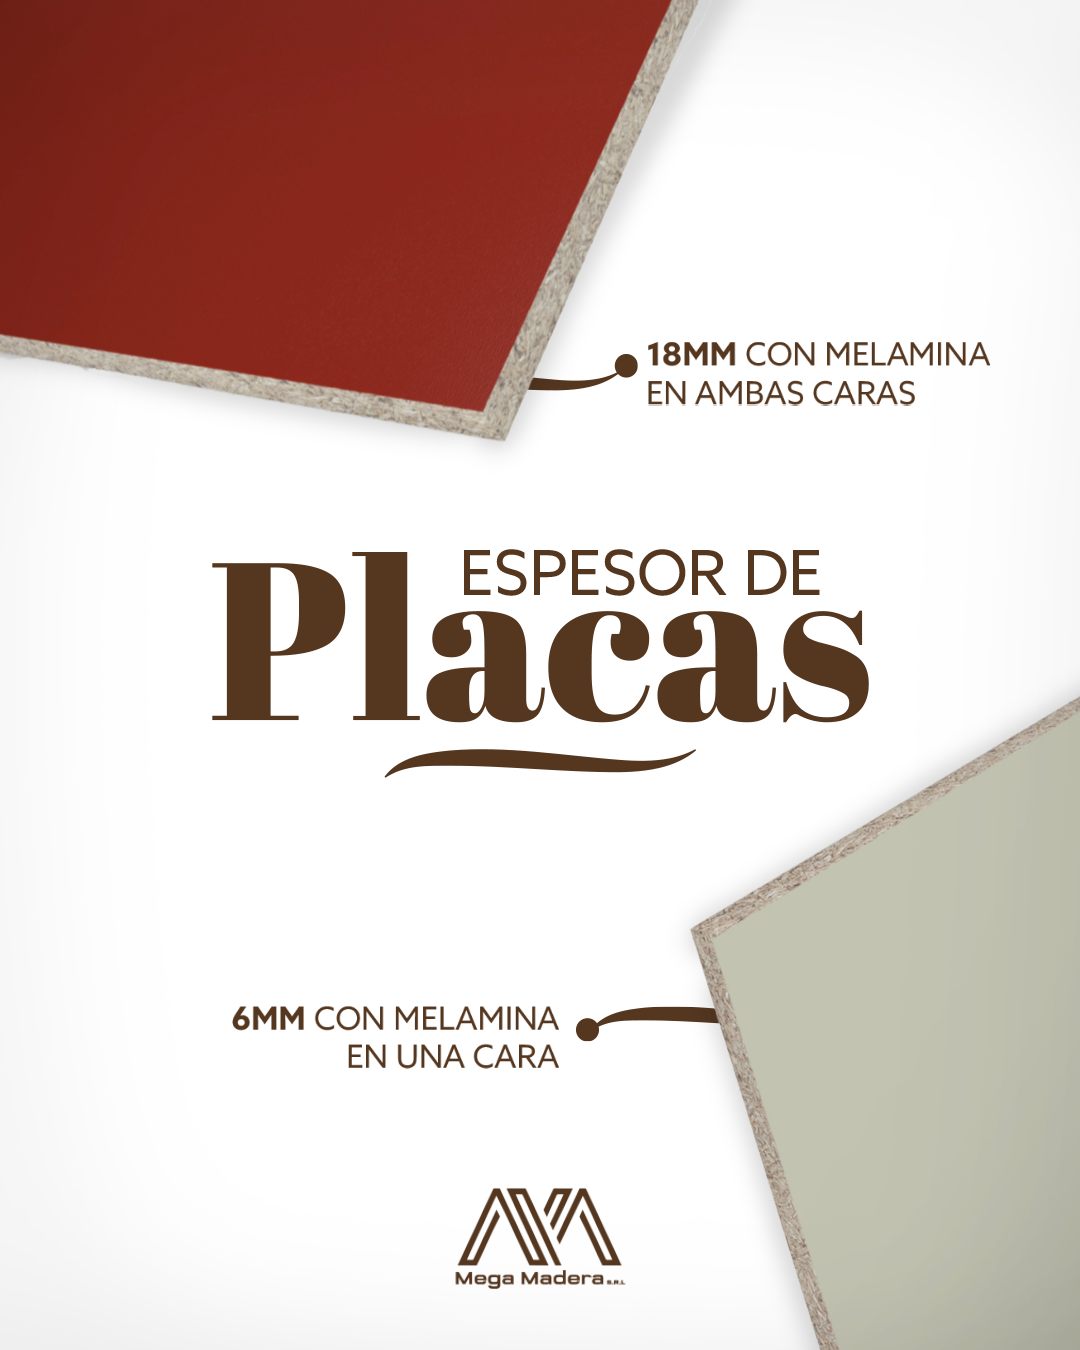 18MM CON MELAMINA
EN AMBAS CARAS
ESPESOR DE
Placas
6MM CON MELAMINA
EN UNA CARA
Mega Madera S.R.L